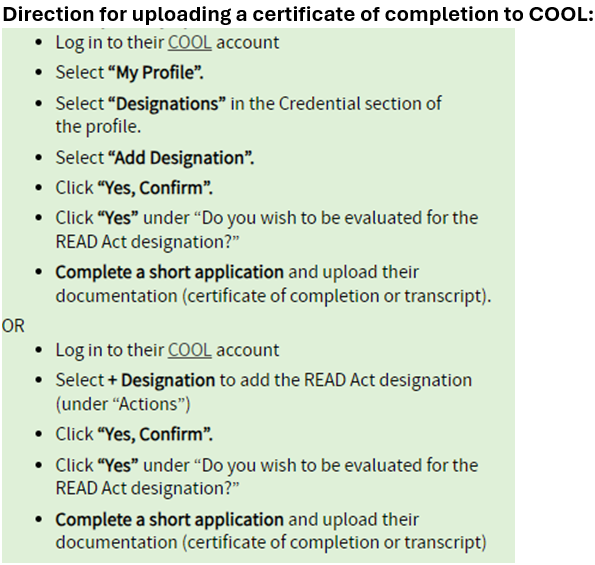 Direction for uploading a certificate of completion to COOL:
• Log in to their COOL account
• Select “My Profile”.
• Select “Designations” in the Credential section of
the profile.
• Select “Add Designation”.
• Click “Yes, Confirm”.
• Click “Yes” under “Do you wish to be evaluated for the
READ Act designation?”
• Complete a short application and upload their
documentation (certificate of completion or transcript).
OR
• Log in to their COOL account
• Select + Designation to add the READ Act designation
(under “Actions”)
• Click “Yes, Confirm”.
• Click “Yes” under “Do you wish to be evaluated for the
READ Act designation?”
• Complete a short application and upload their
documentation (certificate of completion or transcript)